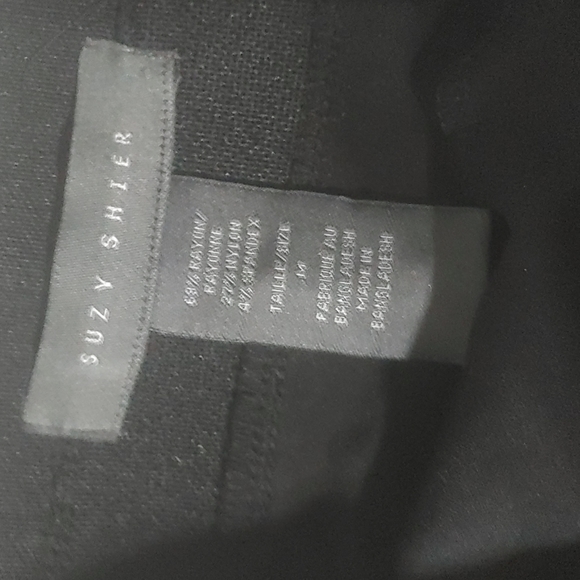 SUZY SHIER
69% RAYON/
RAYONNE
27% NYLON
4% SPANDEX
TAILLE/SIZE
M
FABRIQUÉ AU
BANGLADESH
MADE IN
BANGLADESH